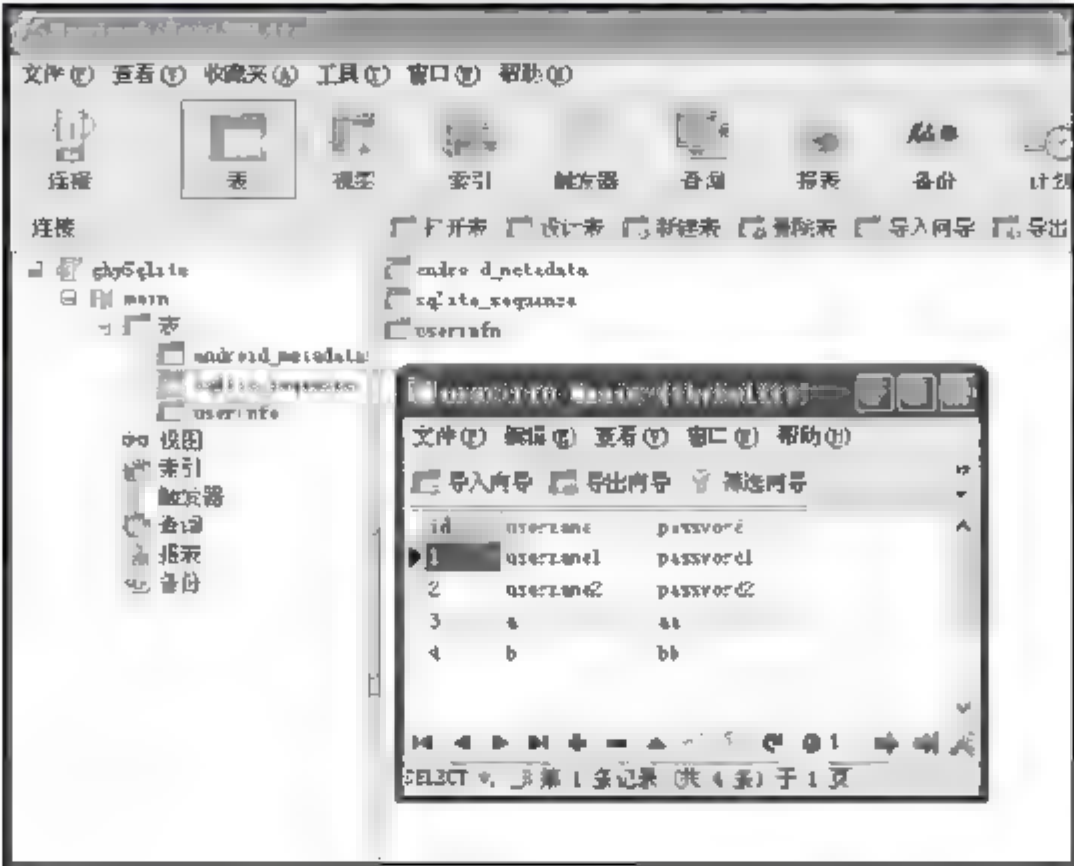 文件(F) 查看(V) 收藏夹(A) 工具(T) 窗口(W) 帮助(H)
连接 表 视图 索引 触发器 查询 报表 备份 计划
连接
打开表 设计表 新建表 删除表 导入向导 导出
ghySqlite
main
表
android_metadata
userinfo
视图
索引
触发器
查询
报表
备份
android_metadata
sqlite_sequence
userinfo
文件(F) 编辑(E) 查看(V) 窗口(W) 帮助(H)
导入向导 导出向导 筛选向导
id username password
1 username1 password1
2 username2 password2
3 a aa
4 b bb
1
SELECT *, 第 1 条记录 (共 4 条) 于 1 页